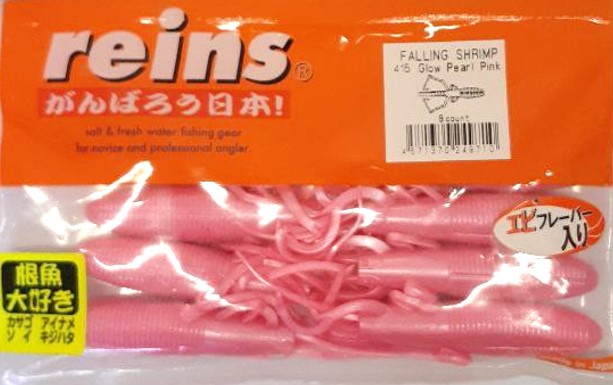 reins®
がんばろう日本!
salt & fresh water fishing gear
for novice and professional angler.
FALLING SHRIMP
415 Glow Pearl Pink
8count
エビフレーバー
入り
根魚
大好き
カサゴ アイナメ
ソイ キジハタ